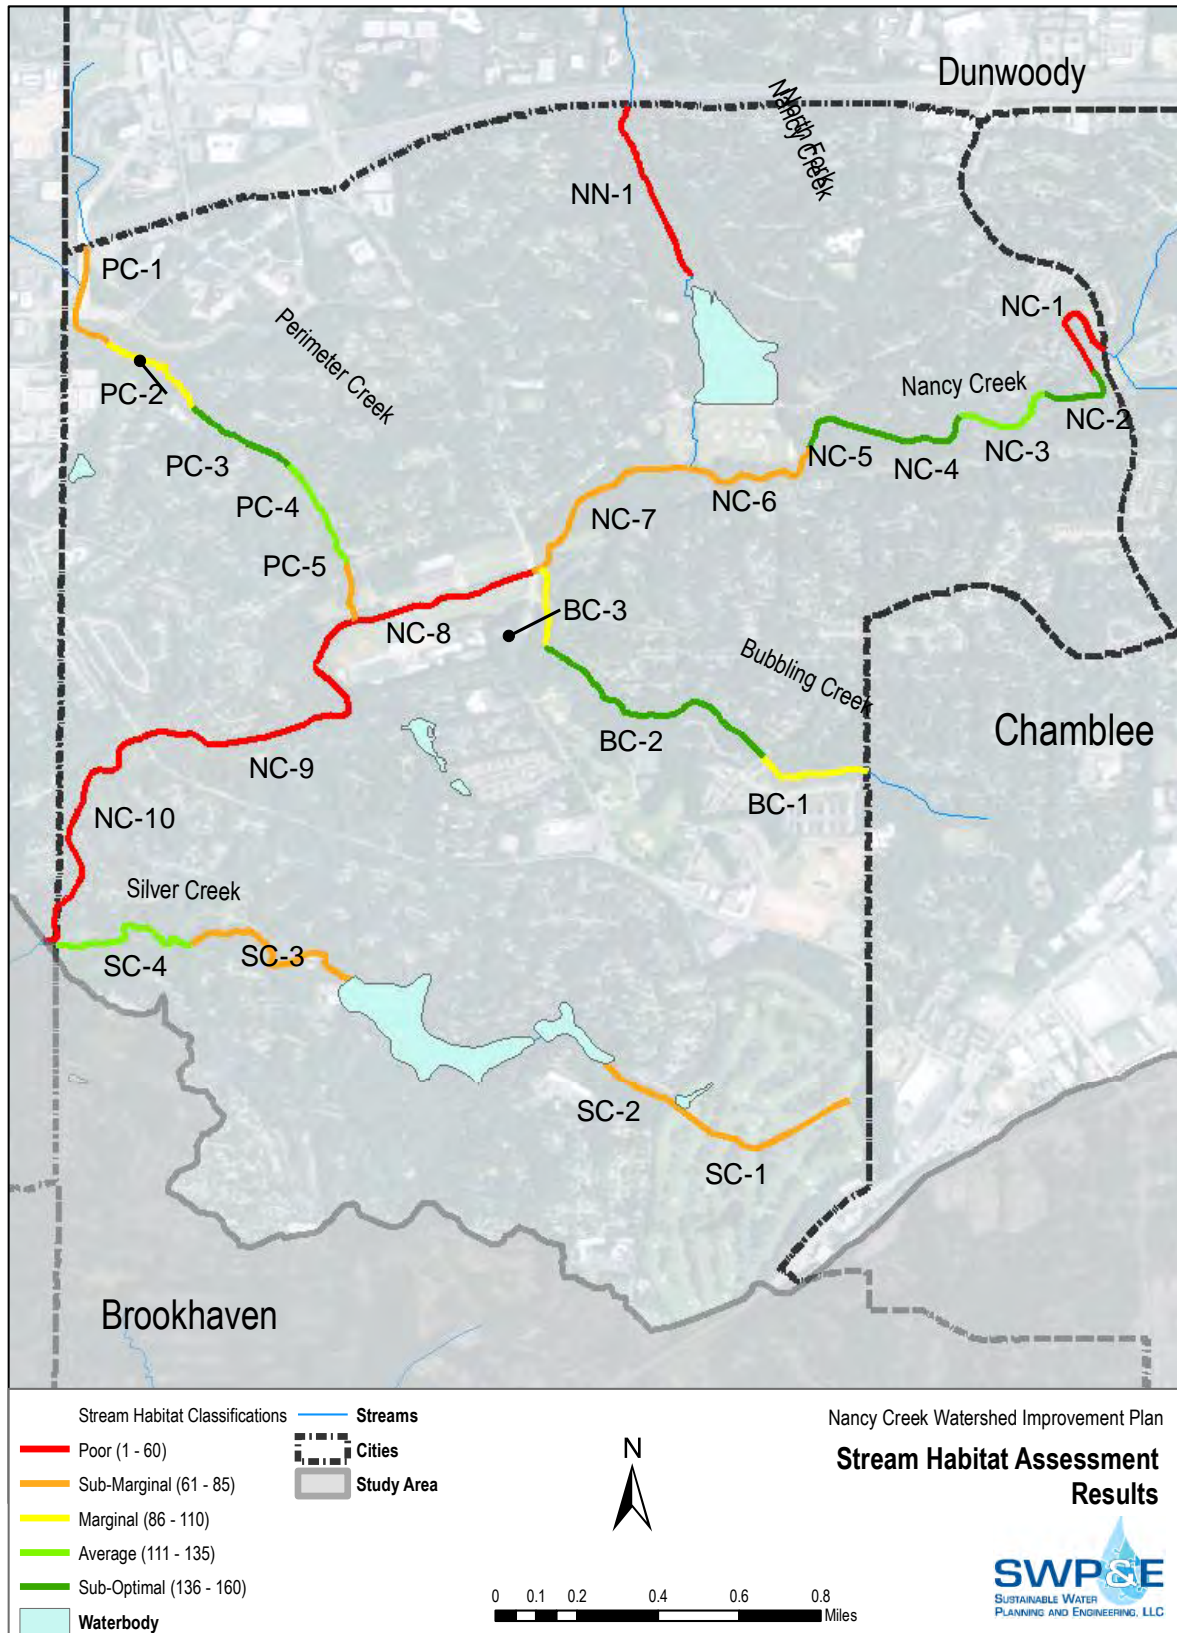 Dunwoody
North Fork
Nancy Creek
NN-1
PC-1
NC-1
Perimeter Creek
PC-2
Nancy Creek
NC-2
NC-3
NC-5
NC-4
PC-3
PC-4
NC-6
NC-7
PC-5
BC-3
NC-8
Bubbling Creek
Chamblee
BC-2
NC-9
BC-1
NC-10
Silver Creek
SC-4
SC-3
SC-2
SC-1
Brookhaven
Stream Habitat Classifications
Poor (1 - 60)
Sub-Marginal (61 - 85)
Marginal (86 - 110)
Average (111 - 135)
Sub-Optimal (136 - 160)
Waterbody
Streams
Cities
Study Area
N
0 0.1 0.2 0.4 0.6 0.8
Miles
Nancy Creek Watershed Improvement Plan
Stream Habitat Assessment
Results
SWP&E
SUSTAINABLE WATER
PLANNING AND ENGINEERING, LLC